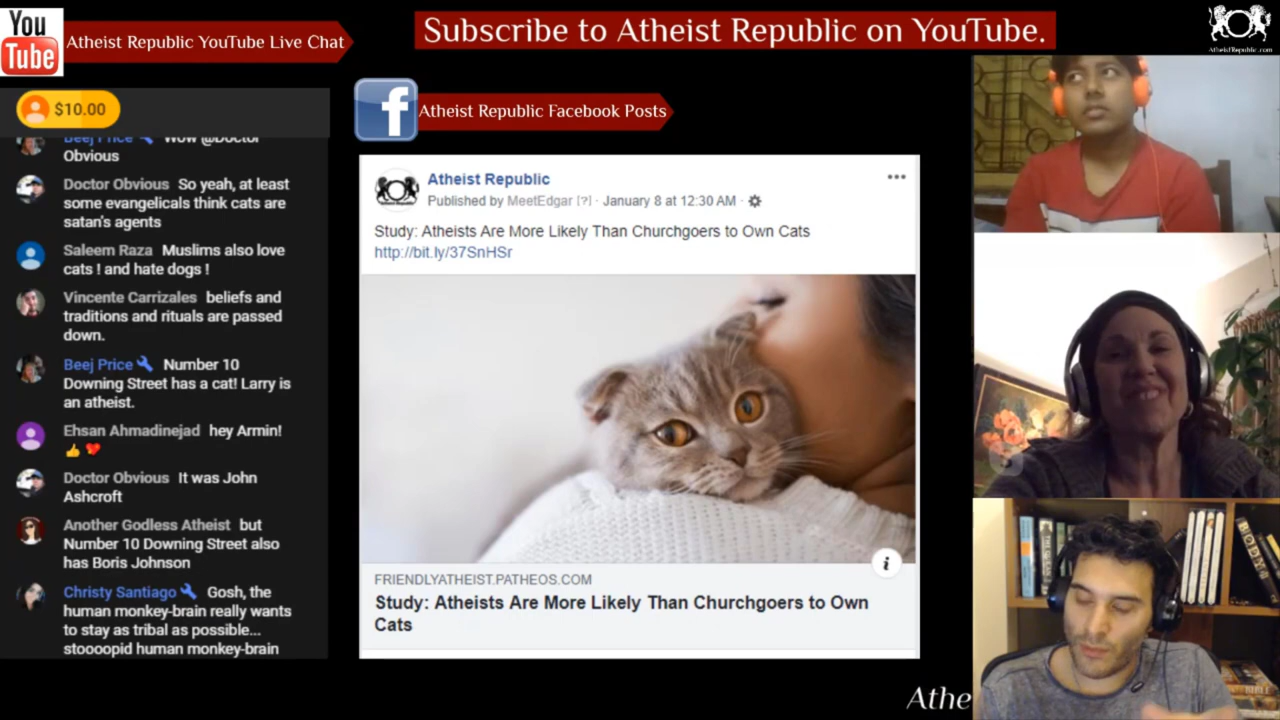 You
Tube
Atheist Republic YouTube Live Chat
Subscribe to Atheist Republic on YouTube.
AtheistRepublic.com
$10.00
Beej Price Wow @Doctor
Obvious
Doctor Obvious So yeah, at least
some evangelicals think cats are
satan's agents
Saleem Raza Muslims also love
cats ! and hate dogs !
Vincente Carrizales beliefs and
traditions and rituals are passed
down.
Beej Price Number 10
Downing Street has a cat! Larry is
an atheist.
Ehsan Ahmadinejad hey Armin!
Doctor Obvious It was John
Ashcroft
Another Godless Atheist but
Number 10 Downing Street also
has Boris Johnson
Christy Santiago Gosh, the
human monkey-brain really wants
to stay as tribal as possible...
stoooopid human monkey-brain
f
Atheist Republic Facebook Posts
Atheist Republic
Published by MeetEdgar [?] · January 8 at 12:30 AM ·
Study: Atheists Are More Likely Than Churchgoers to Own Cats
http://bit.ly/37SnHSr
i
FRIENDLYATHEIST.PATHEOS.COM
Study: Atheists Are More Likely Than Churchgoers to Own
Cats
Athe
BIBLE